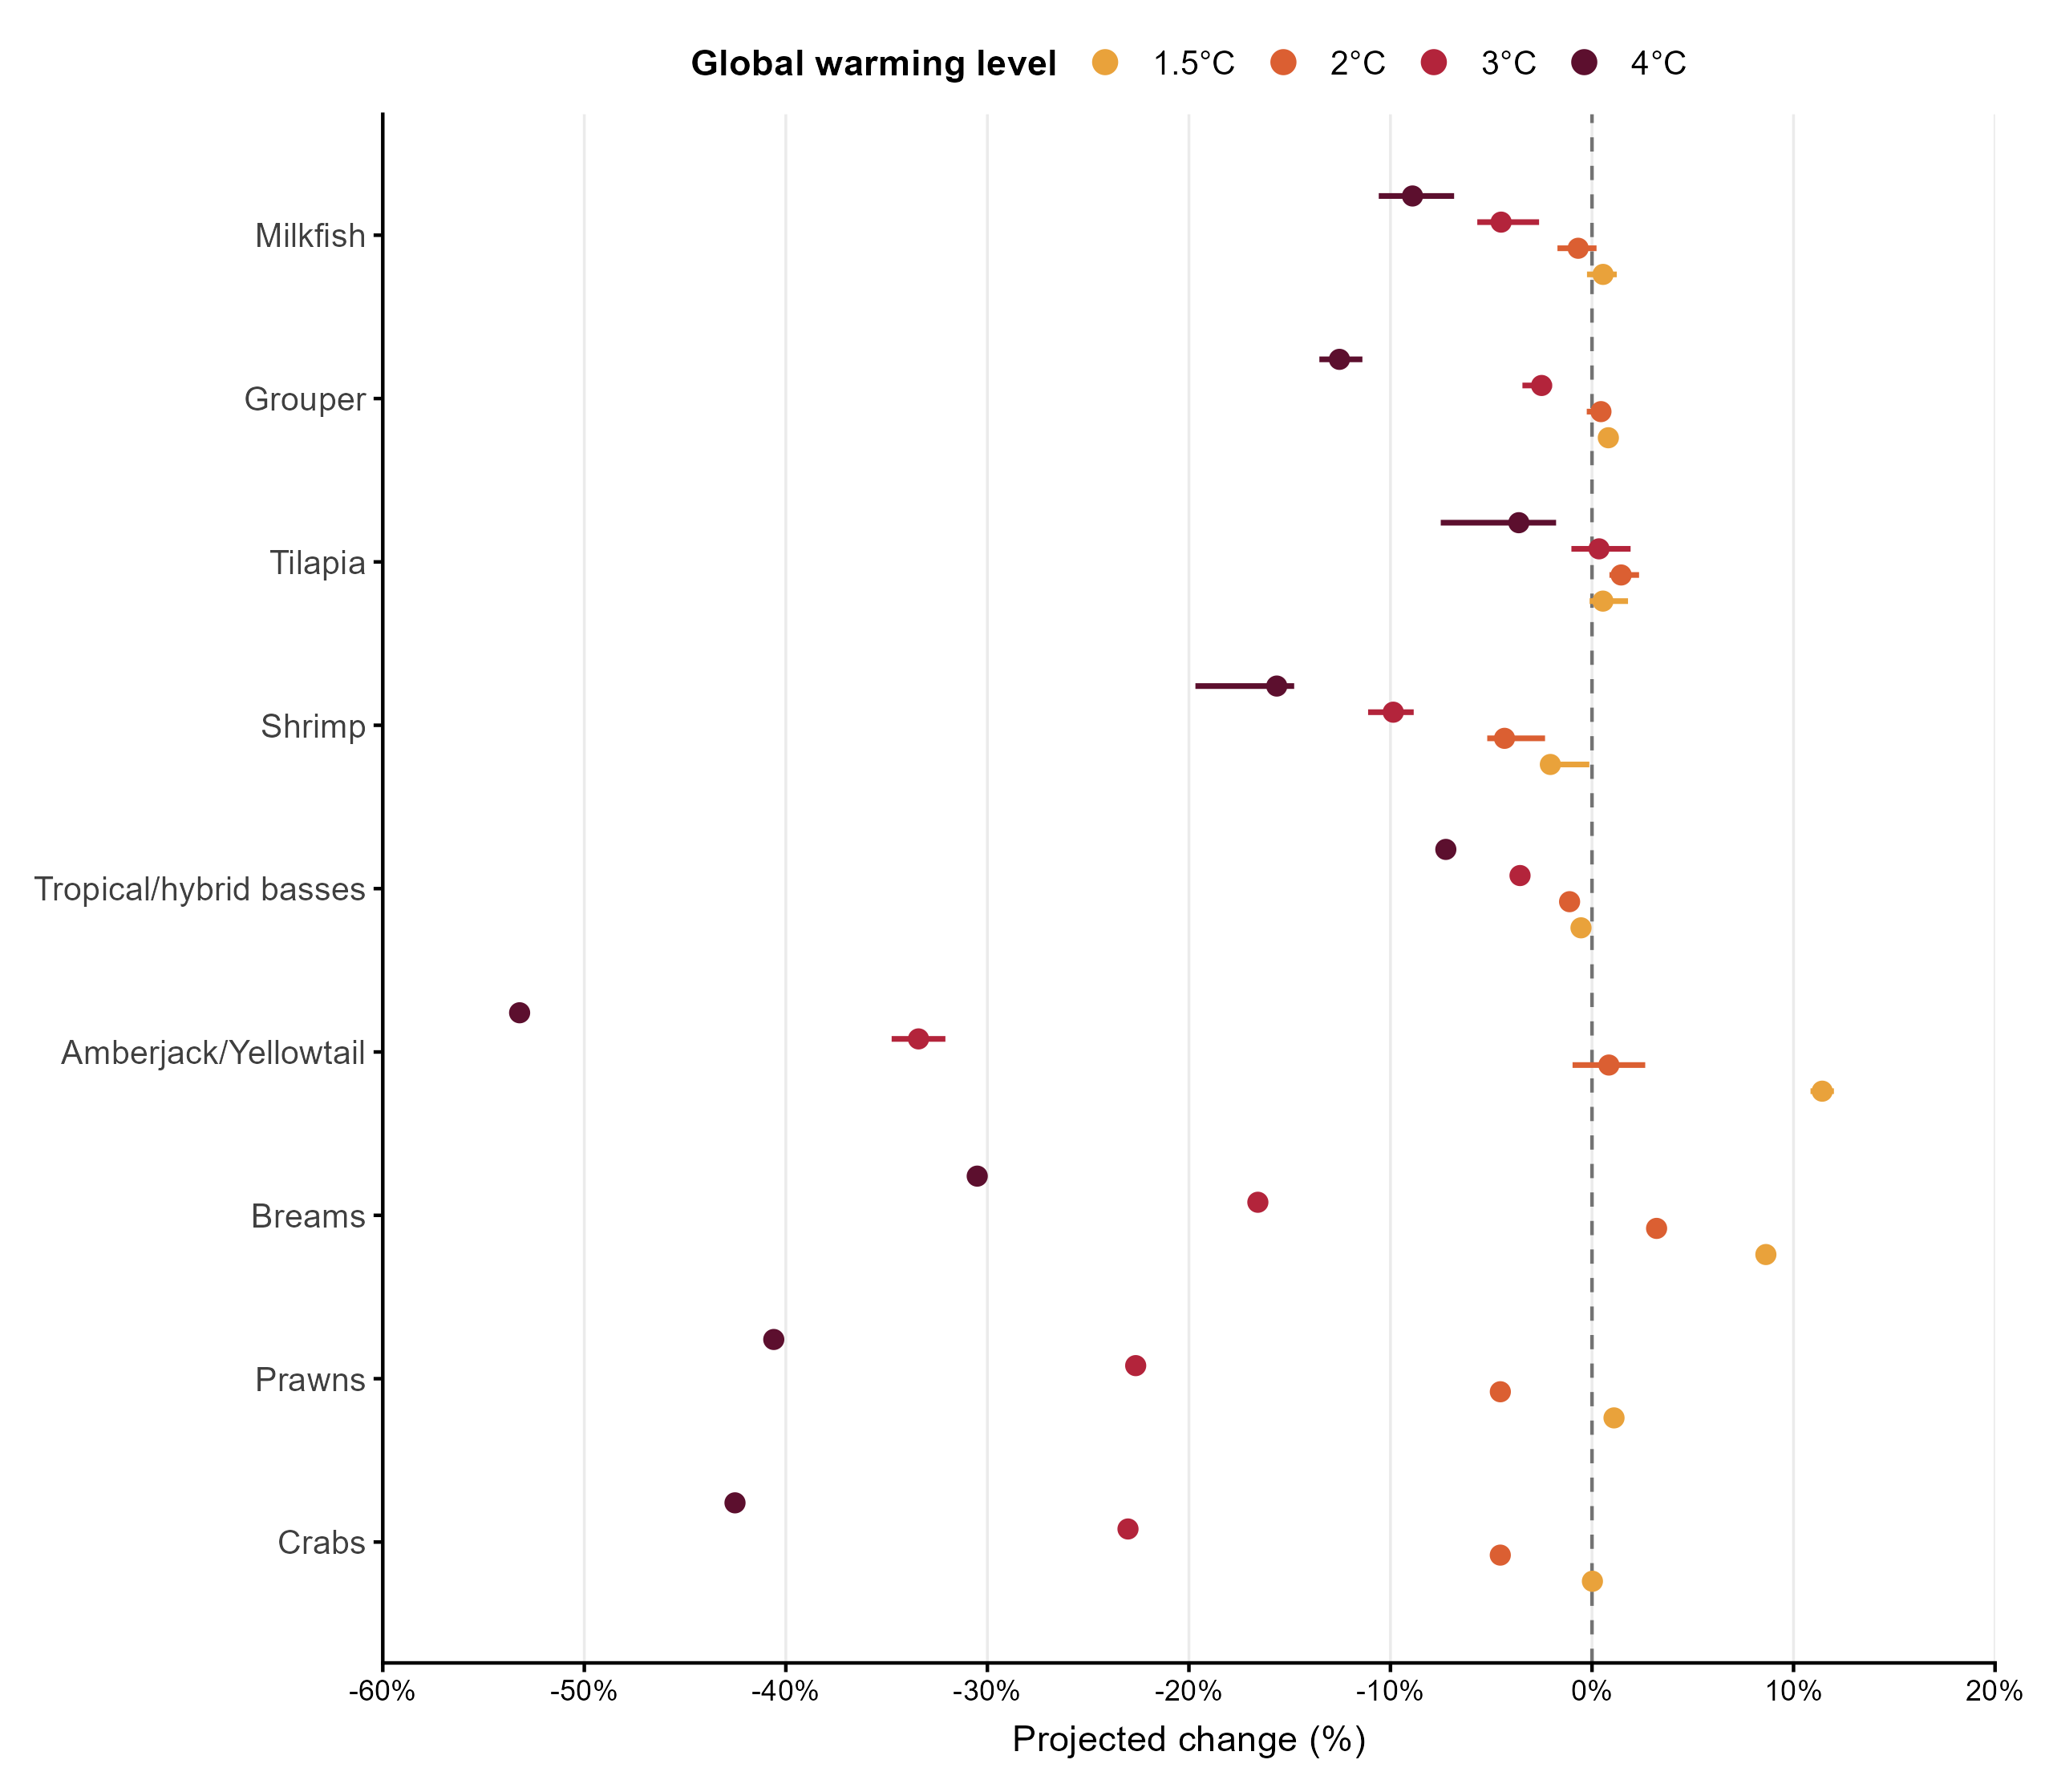 Global warming level 1.5°C 2°C 3°C 4°C
Milkfish
Grouper
Tilapia
Shrimp
Tropical/hybrid basses
Amberjack/Yellowtail
Breams
Prawns
Crabs
-60% -50% -40% -30% -20% -10% 0% 10% 20%
Projected change (%)